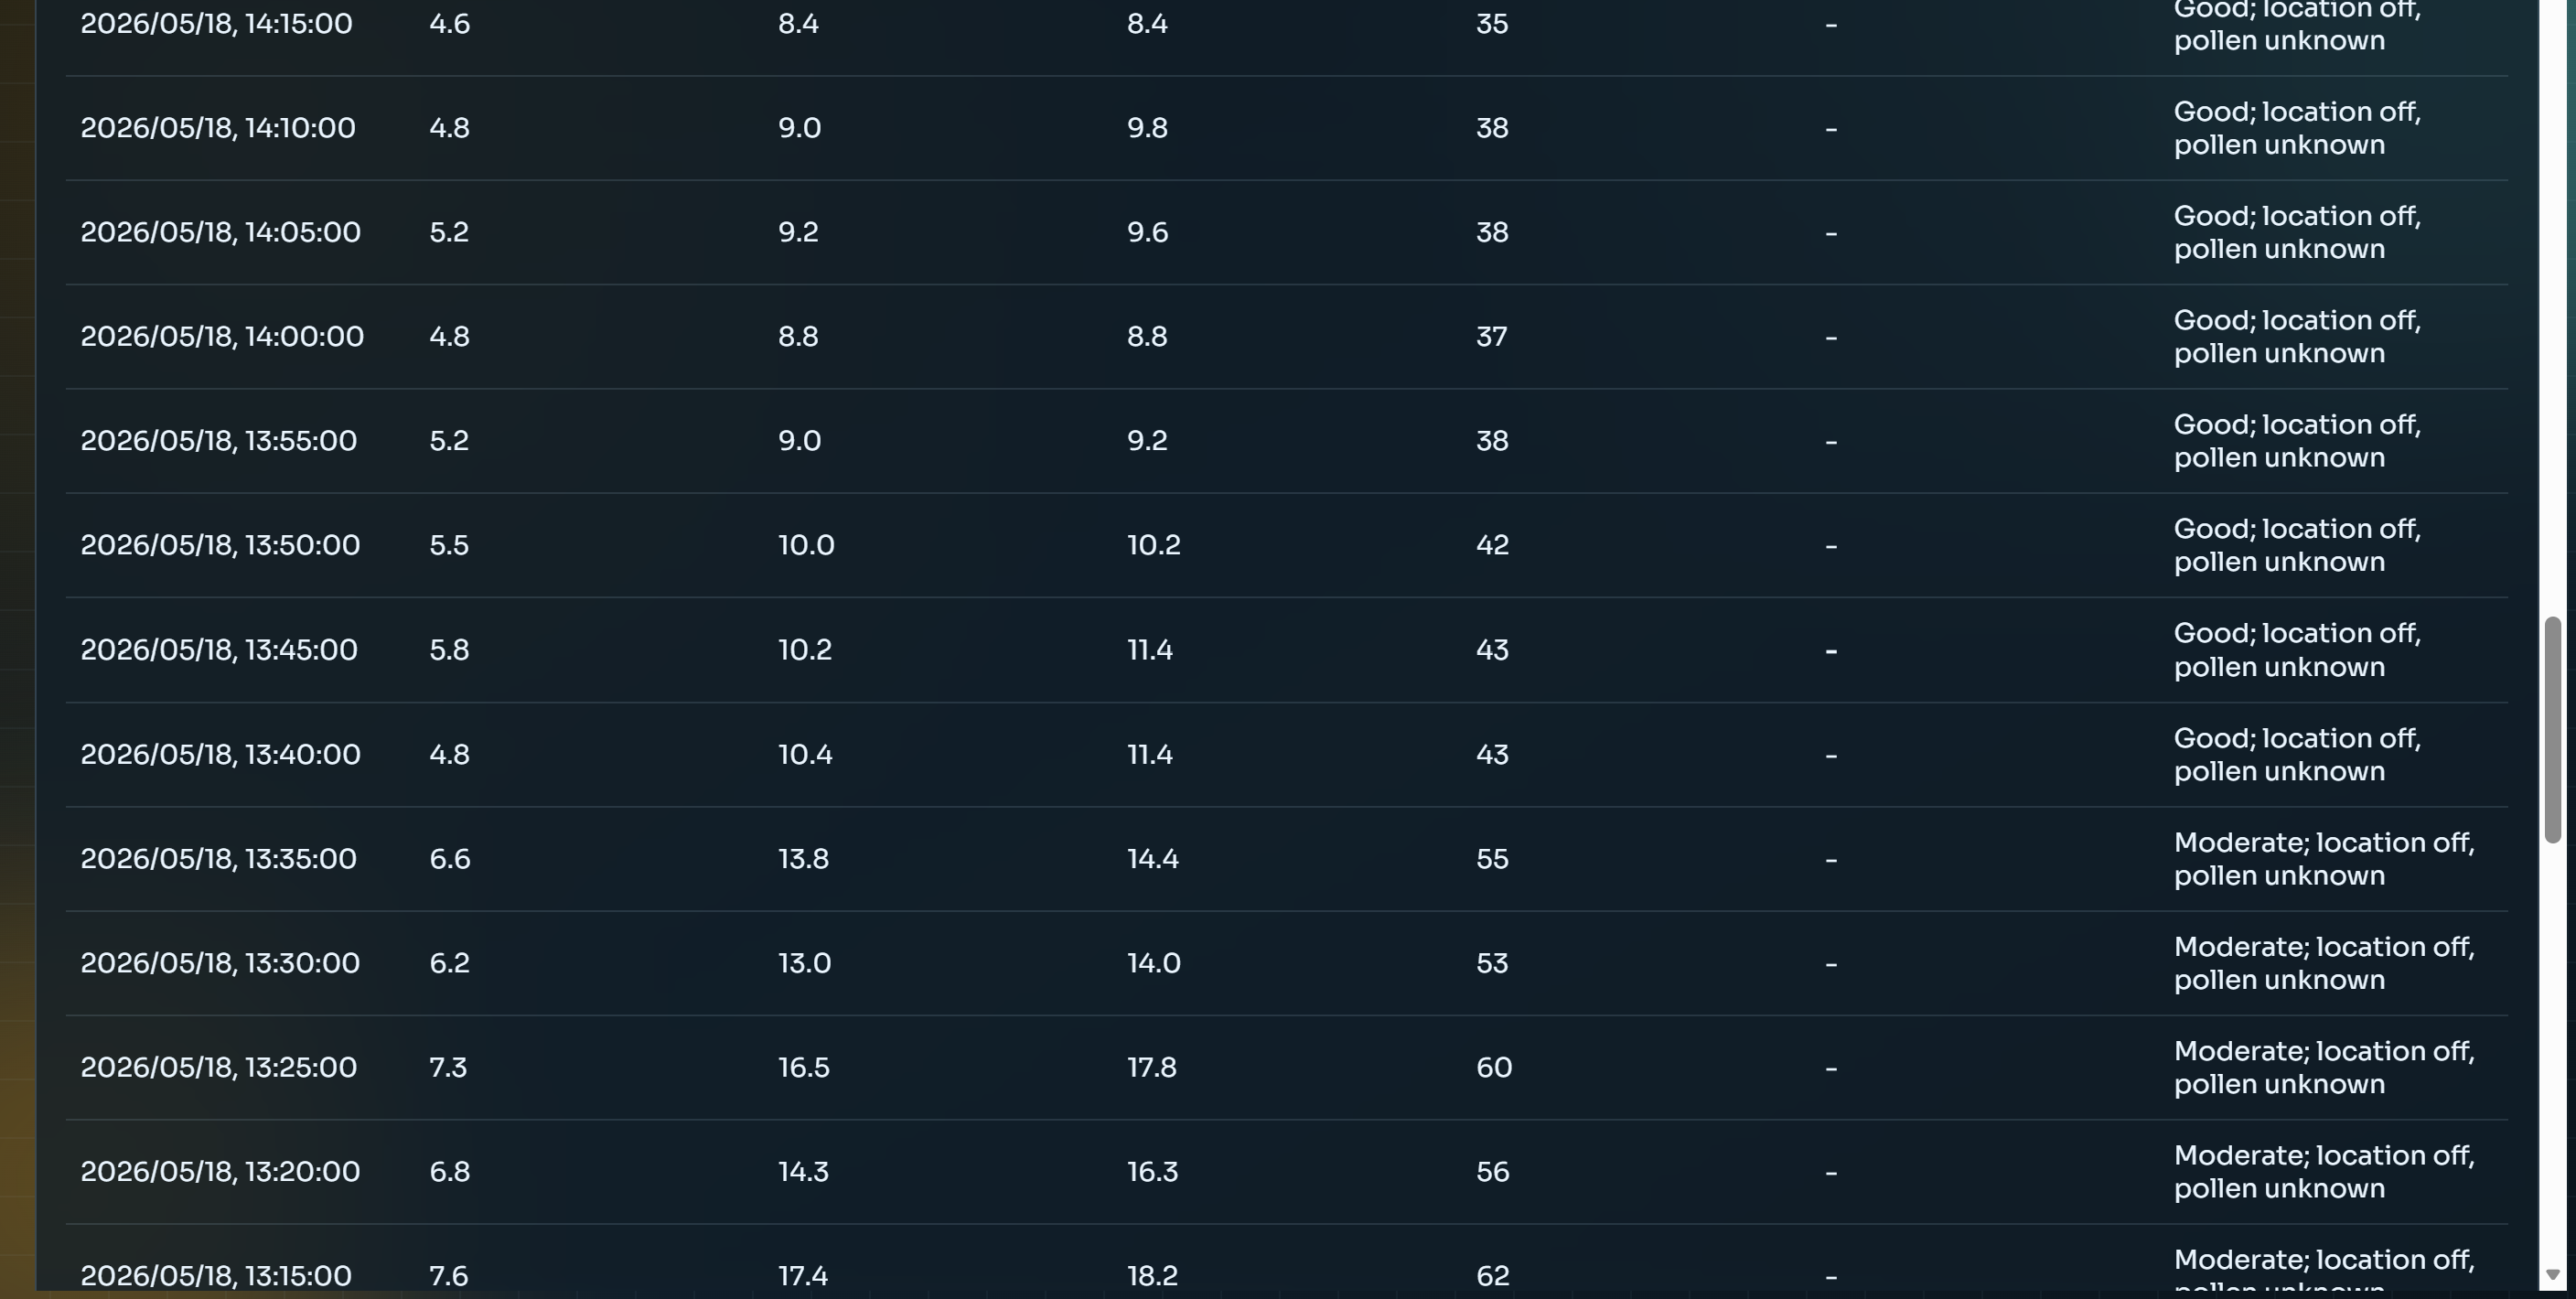 2026/05/18, 14:15:00 4.6 8.4 8.4 35 - Good; location off,
pollen unknown
2026/05/18, 14:10:00 4.8 9.0 9.8 38 - Good; location off,
pollen unknown
2026/05/18, 14:05:00 5.2 9.2 9.6 38 - Good; location off,
pollen unknown
2026/05/18, 14:00:00 4.8 8.8 8.8 37 - Good; location off,
pollen unknown
2026/05/18, 13:55:00 5.2 9.0 9.2 38 - Good; location off,
pollen unknown
2026/05/18, 13:50:00 5.5 10.0 10.2 42 - Good; location off,
pollen unknown
2026/05/18, 13:45:00 5.8 10.2 11.4 43 - Good; location off,
pollen unknown
2026/05/18, 13:40:00 4.8 10.4 11.4 43 - Good; location off,
pollen unknown
2026/05/18, 13:35:00 6.6 13.8 14.4 55 - Moderate; location off,
pollen unknown
2026/05/18, 13:30:00 6.2 13.0 14.0 53 - Moderate; location off,
pollen unknown
2026/05/18, 13:25:00 7.3 16.5 17.8 60 - Moderate; location off,
pollen unknown
2026/05/18, 13:20:00 6.8 14.3 16.3 56 - Moderate; location off,
pollen unknown
2026/05/18, 13:15:00 7.6 17.4 18.2 62 - Moderate; location off,
pollen unknown